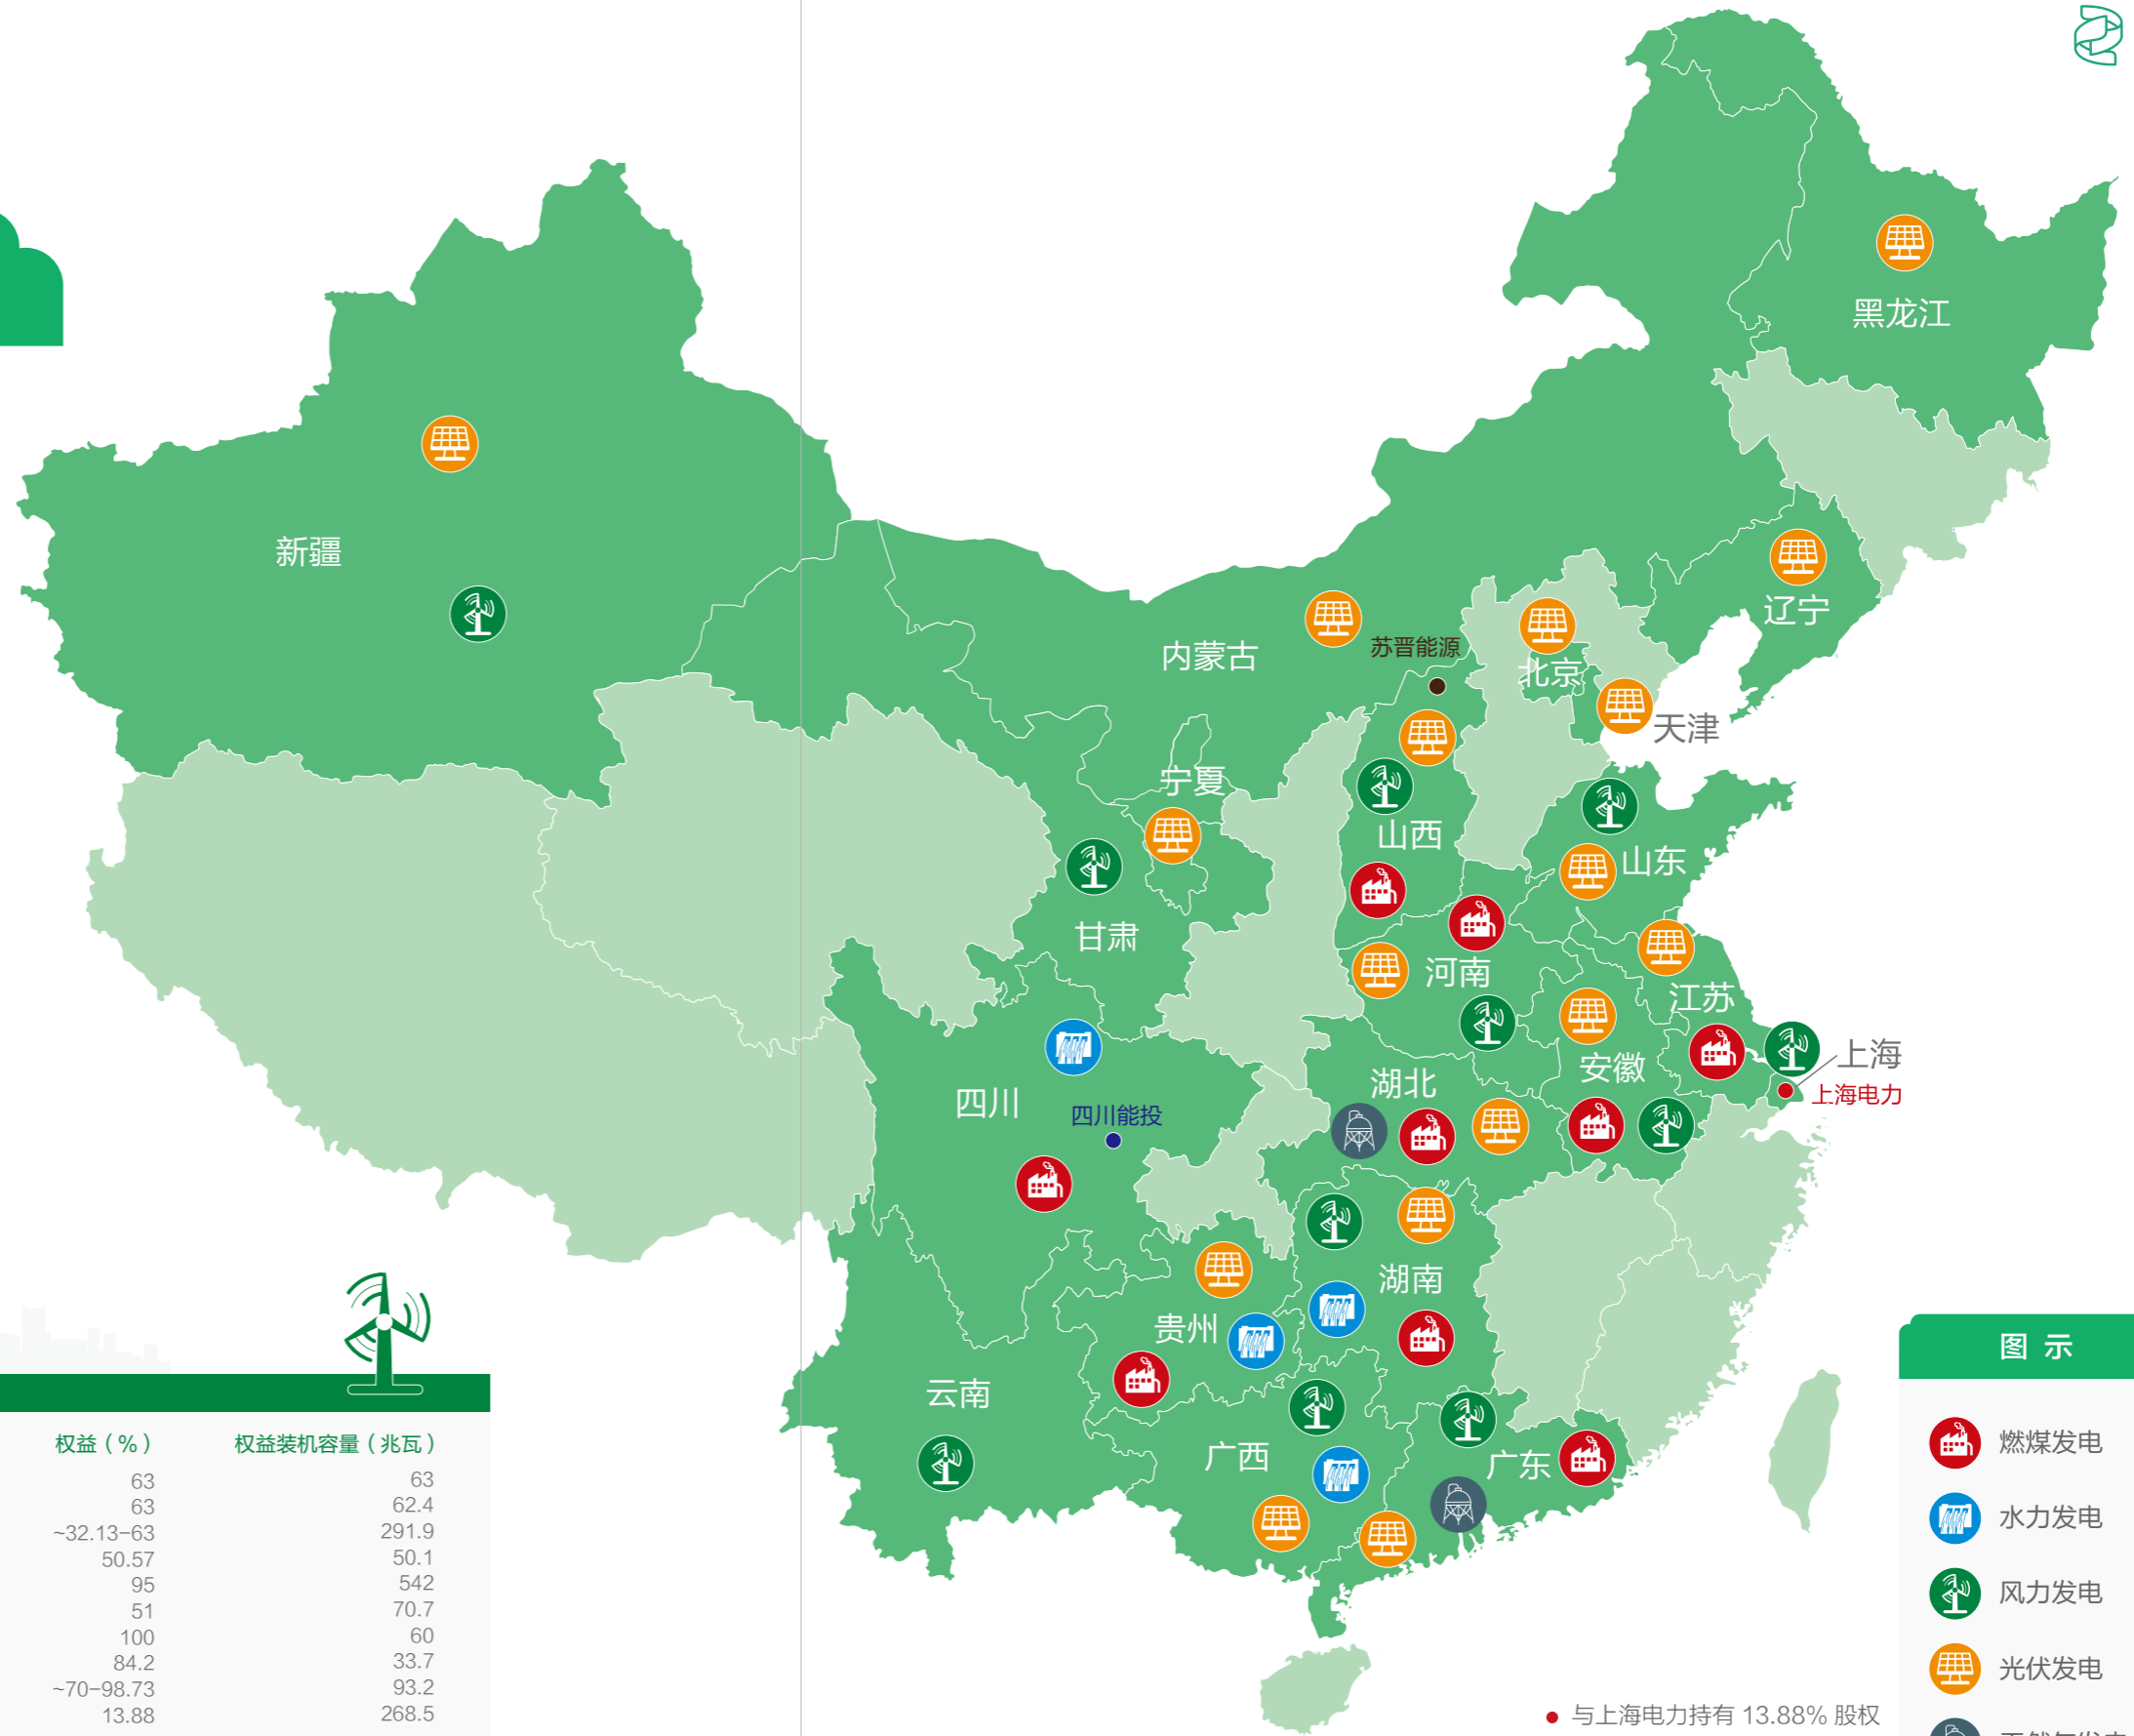 黑龙江
新疆
辽宁
内蒙古
苏晋能源
北京
天津
宁夏
山西
山东
甘肃
河南
江苏
上海
安徽
湖北
四川
上海电力
四川能投
湖南
贵州
图 示
云南
权益（%） 权益装机容量（兆瓦）
广西
广东
燃煤发电
63 63
63 62.4
水力发电
~32.13–63 291.9
50.57 50.1
95 542
风力发电
51 70.7
100 60
84.2 33.7
光伏发电
~70–98.73 93.2
13.88 268.5
与上海电力持有 13.88% 股权